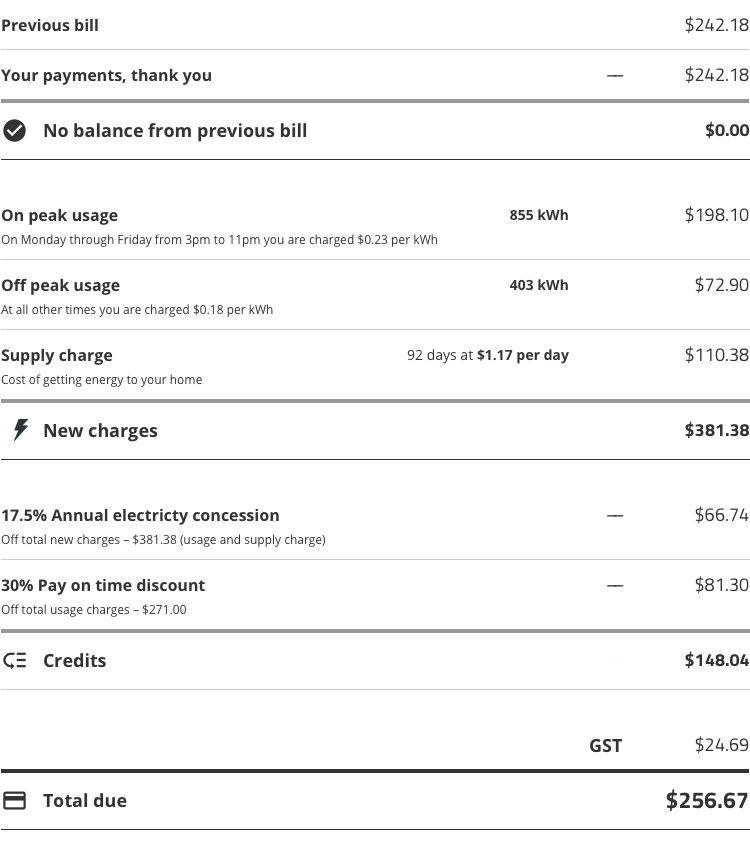 Previous bill $242.18
Your payments, thank you — $242.18
No balance from previous bill $0.00
On peak usage 855 kWh $198.10
On Monday through Friday from 3pm to 11pm you are charged $0.23 per kWh
Off peak usage 403 kWh $72.90
At all other times you are charged $0.18 per kWh
Supply charge 92 days at $1.17 per day $110.38
Cost of getting energy to your home
New charges $381.38
17.5% Annual electricty concession — $66.74
Off total new charges – $381.38 (usage and supply charge)
30% Pay on time discount — $81.30
Off total usage charges – $271.00
Credits — $148.04
GST $24.69
Total due $256.67